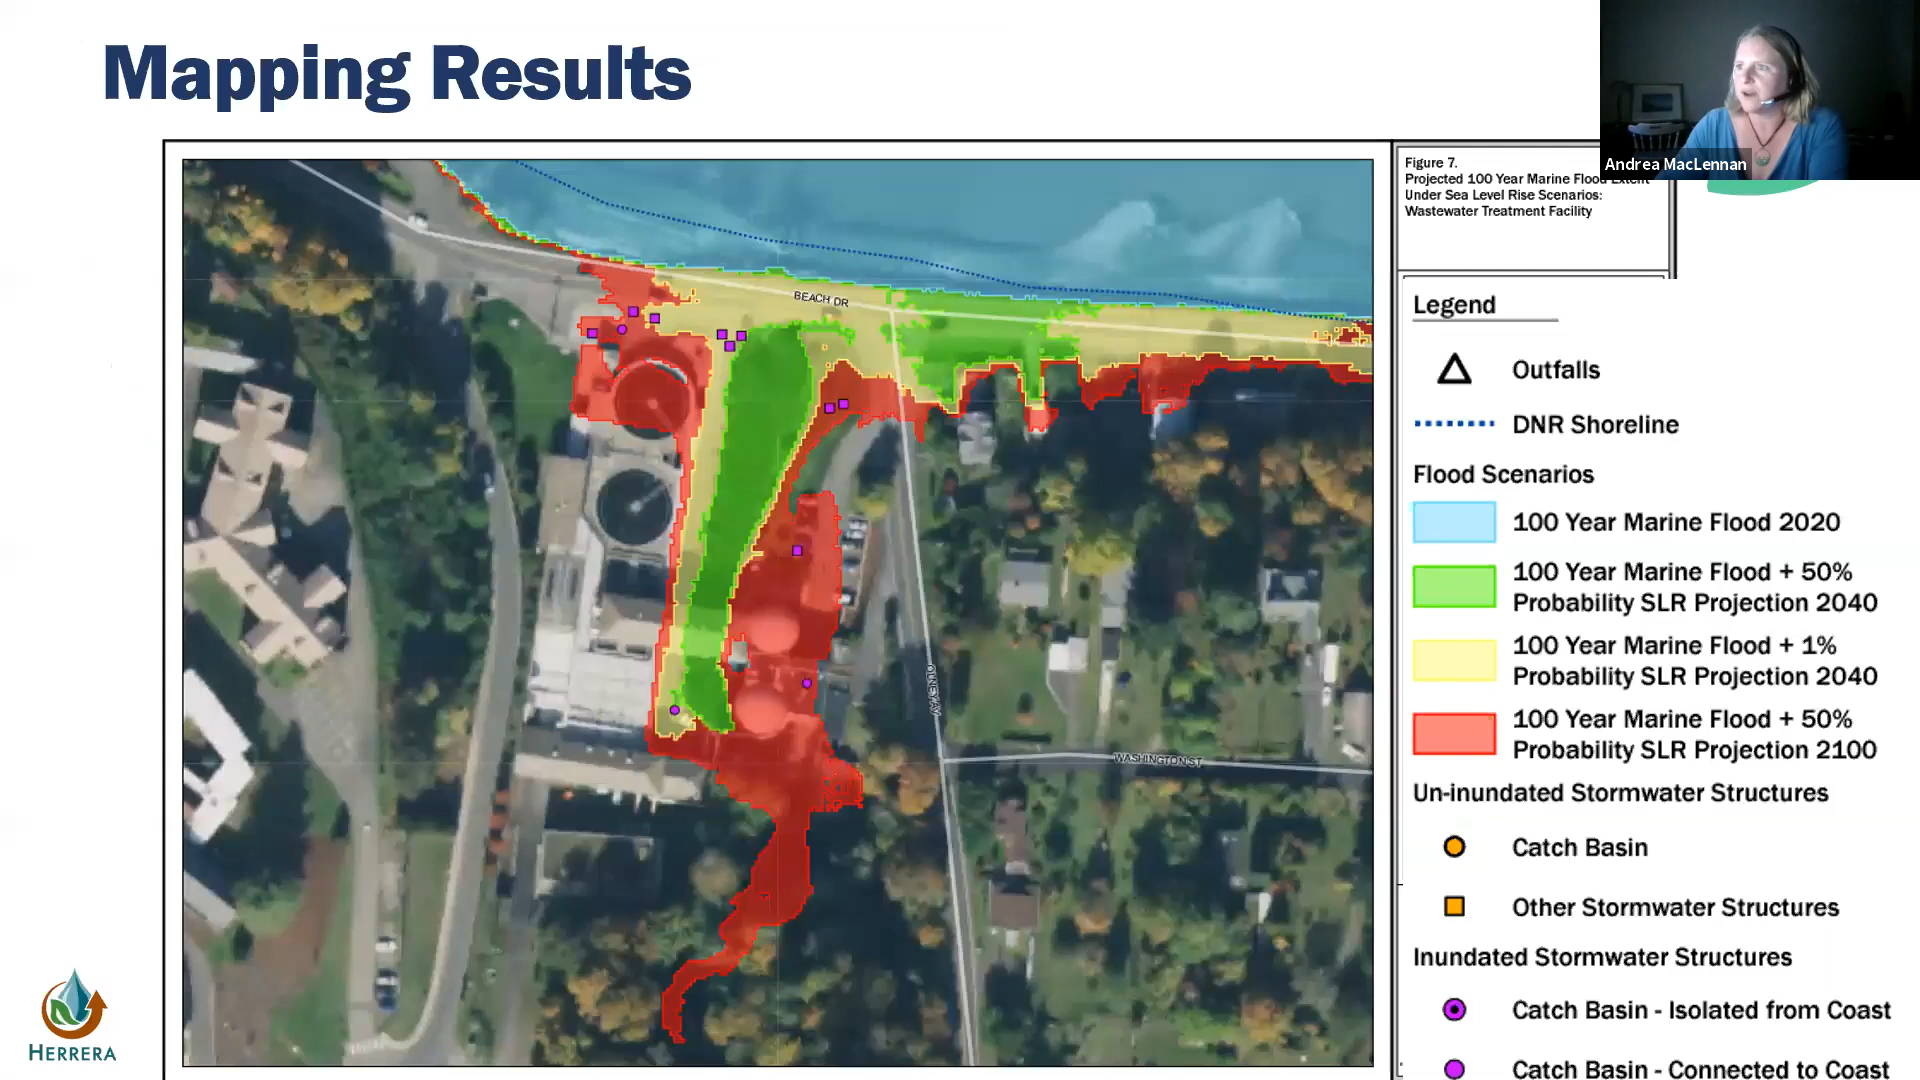 Mapping Results
Andrea MacLennan
Figure 7.
Projected 100 Year Marine Flood Extent
Under Sea Level Rise Scenarios:
Wastewater Treatment Facility
BEACH DR
OLNEY AV
WASHINGTON ST
Legend
Outfalls
DNR Shoreline
Flood Scenarios
100 Year Marine Flood 2020
100 Year Marine Flood + 50%
Probability SLR Projection 2040
100 Year Marine Flood + 1%
Probability SLR Projection 2040
100 Year Marine Flood + 50%
Probability SLR Projection 2100
Un-inundated Stormwater Structures
Catch Basin
Other Stormwater Structures
Inundated Stormwater Structures
Catch Basin - Isolated from Coast
Catch Basin - Connected to Coast
HERRERA